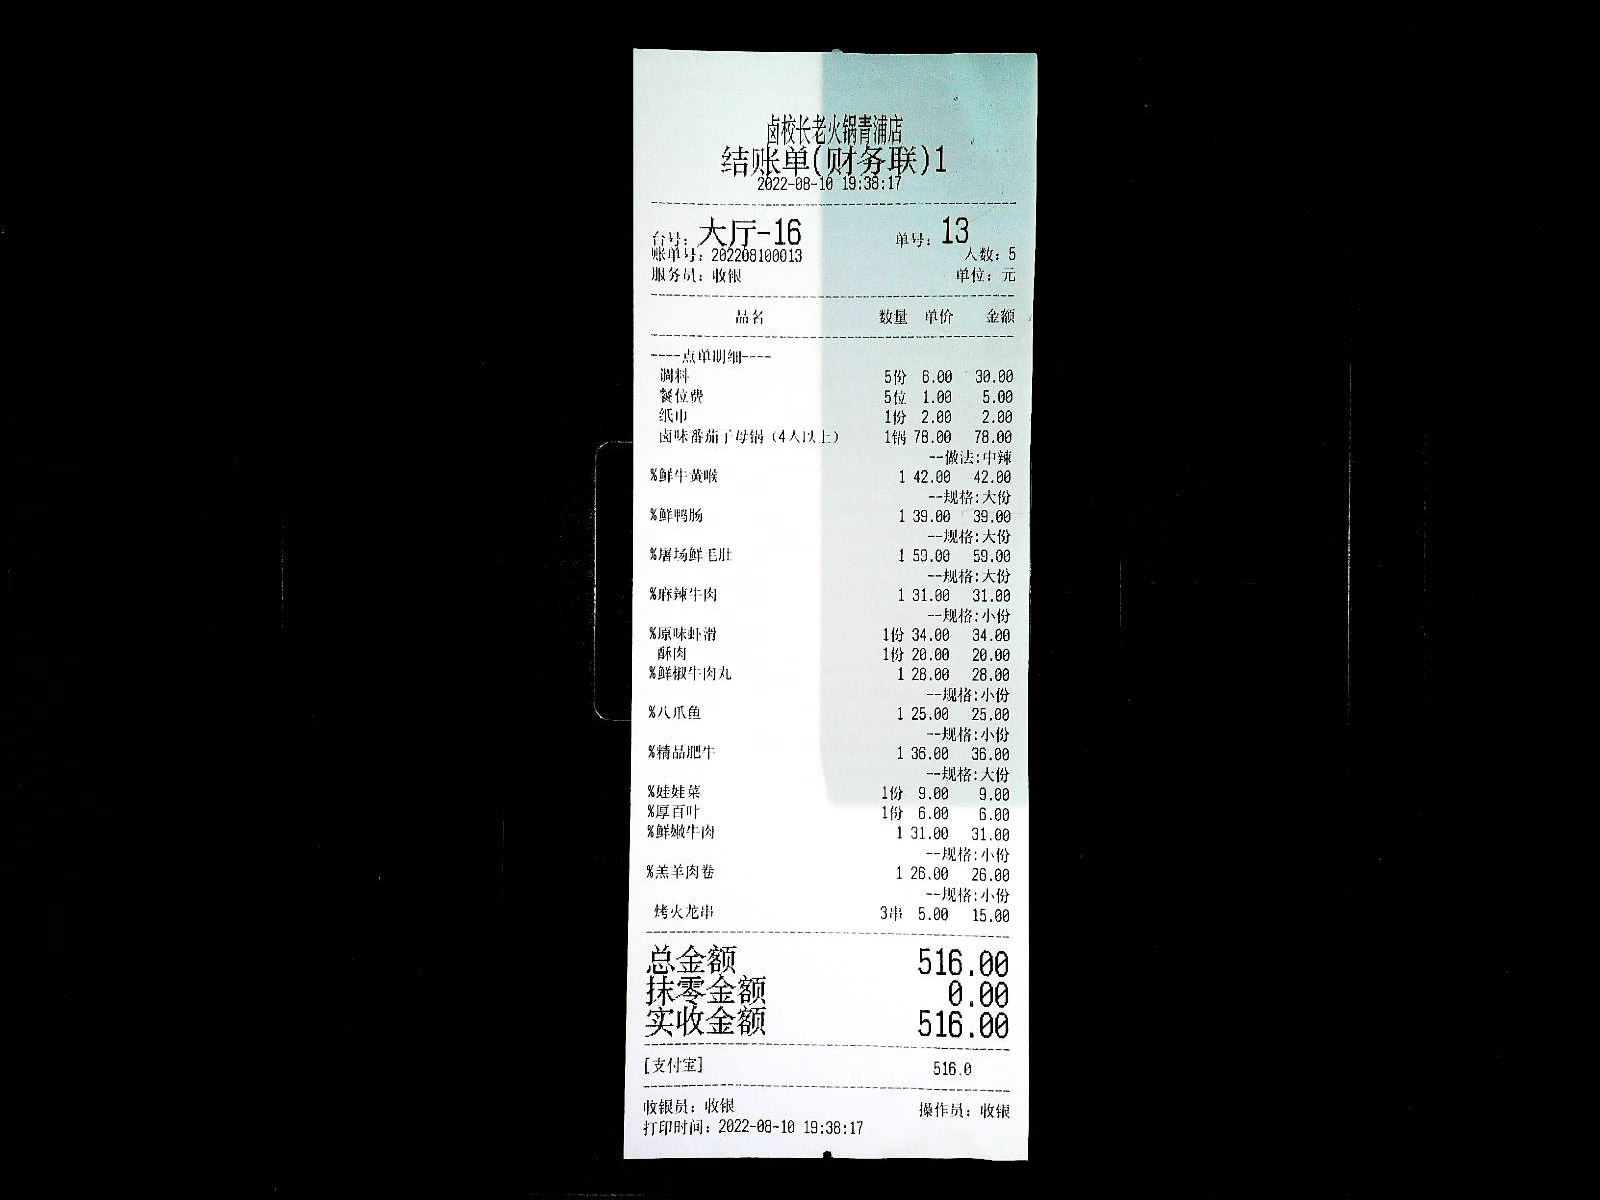 卤校长老火锅青浦店
结账单(财务联)1
2022-08-10 19:38:17
台号: 大厅-16 单号: 13
账单号: 202208100013 人数: 5
服务员: 收银 单位: 元
品名 数量 单价 金额
----点单明细----
调料 5份 6.00 30.00
餐位费 5位 1.00 5.00
纸巾 1份 2.00 2.00
卤味番茄子母锅（4人以上） 1锅 78.00 78.00
--做法:中辣
%鲜牛黄喉 1 42.00 42.00
--规格:大份
%鲜鸭肠 1 39.00 39.00
--规格:大份
%屠场鲜毛肚 1 59.00 59.00
--规格:大份
%麻辣牛肉 1 31.00 31.00
--规格:小份
%原味虾滑 1份 34.00 34.00
酥肉 1份 20.00 20.00
%鲜椒牛肉丸 1 28.00 28.00
--规格:小份
%八爪鱼 1 25.00 25.00
--规格:小份
%精品肥牛 1 36.00 36.00
--规格:大份
%娃娃菜 1份 9.00 9.00
%厚百叶 1份 6.00 6.00
%鲜嫩牛肉 1 31.00 31.00
--规格:小份
%羔羊肉卷 1 26.00 26.00
--规格:小份
烤火龙串 3串 5.00 15.00
总金额 516.00
抹零金额 0.00
实收金额 516.00
[支付宝] 516.0
收银员: 收银 操作员: 收银
打印时间: 2022-08-10 19:38:17